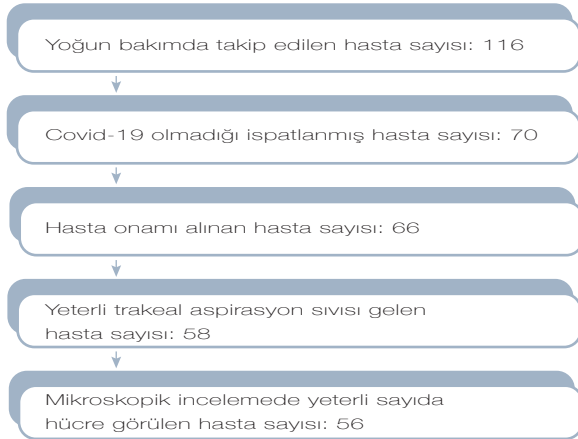 Yoğun bakımda takip edilen hasta sayısı: 116
Covid-19 olmadığı ispatlanmış hasta sayısı: 70
Hasta onamı alınan hasta sayısı: 66
Yeterli trakeal aspirasyon sıvısı gelen
hasta sayısı: 58
Mikroskopik incelemede yeterli sayıda
hücre görülen hasta sayısı: 56